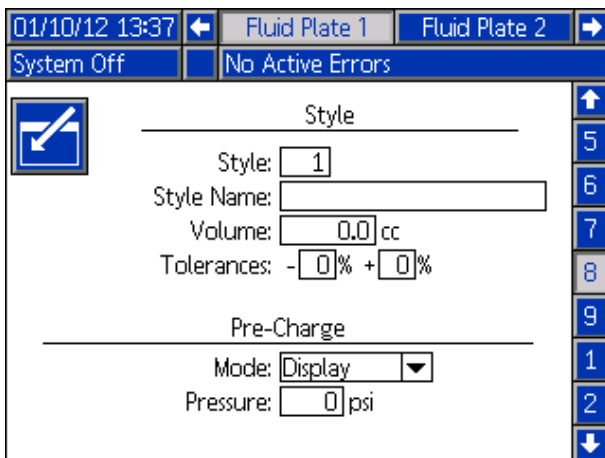 01/10/12 13:37 Fluid Plate 1 Fluid Plate 2
System Off No Active Errors
Style
5
Style: 1
6
Style Name:
7
Volume: 0.0 cc
Tolerances: - 0 % + 0 %
8
9
Pre-Charge
Mode: Display
1
Pressure: 0 psi
2